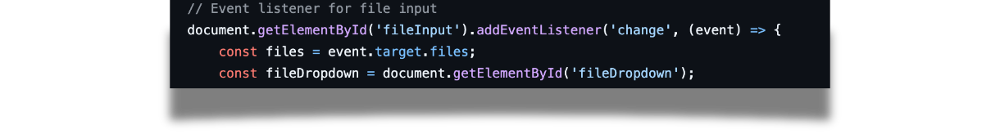 // Event listener for file input
document.getElementById('fileInput').addEventListener('change', (event) => {
    const files = event.target.files;
    const fileDropdown = document.getElementById('fileDropdown');